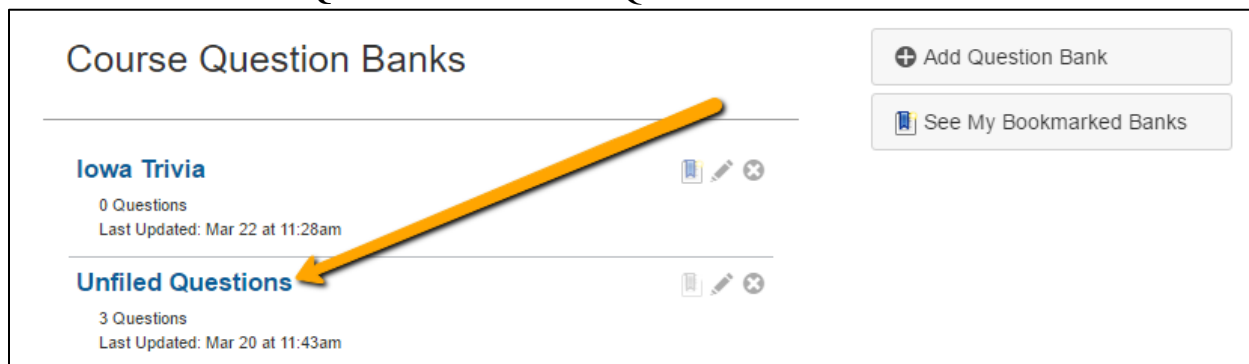 Course Question Banks
Add Question Bank
See My Bookmarked Banks
Iowa Trivia
0 Questions
Last Updated: Mar 22 at 11:28am
Unfiled Questions
3 Questions
Last Updated: Mar 20 at 11:43am